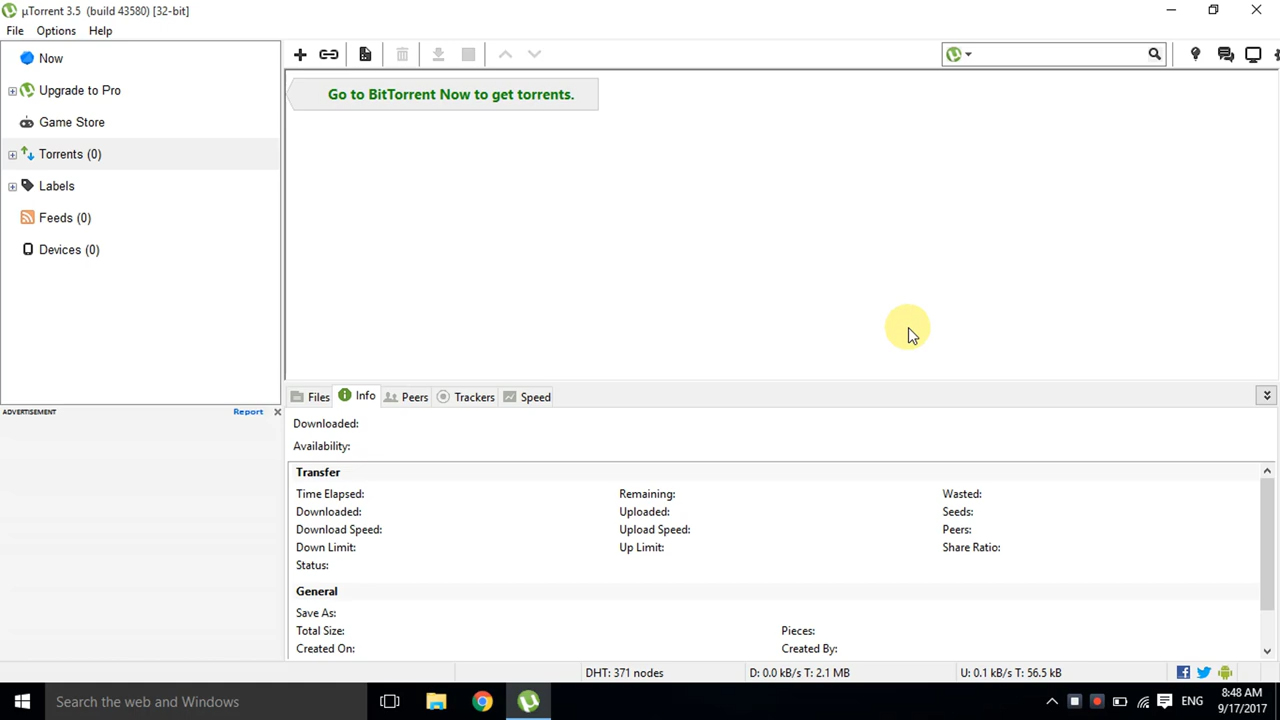 µTorrent 3.5 (build 43580) [32-bit]
File Options Help
Now
Upgrade to Pro
Game Store
Torrents (0)
Labels
Feeds (0)
Devices (0)
Go to BitTorrent Now to get torrents.
ADVERTISEMENT Report
Files Info Peers Trackers Speed
Downloaded:
Availability:
Transfer
Time Elapsed: Remaining: Wasted:
Downloaded: Uploaded: Seeds:
Download Speed: Upload Speed: Peers:
Down Limit: Up Limit: Share Ratio:
Status:
General
Save As:
Total Size: Pieces:
Created On: Created By:
DHT: 371 nodes D: 0.0 kB/s T: 2.1 MB U: 0.1 kB/s T: 56.5 kB
Search the web and Windows
ENG
8:48 AM
9/17/2017